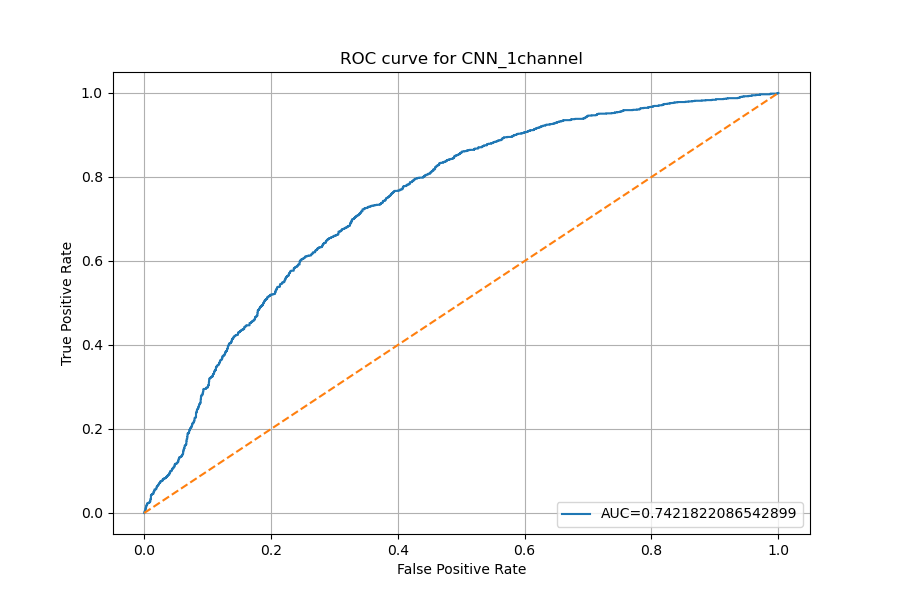 ROC curve for CNN_1channel
1.0
0.8
0.6
0.4
0.2
0.0
True Positive Rate
AUC=0.7421822086542899
0.0 0.2 0.4 0.6 0.8 1.0
False Positive Rate